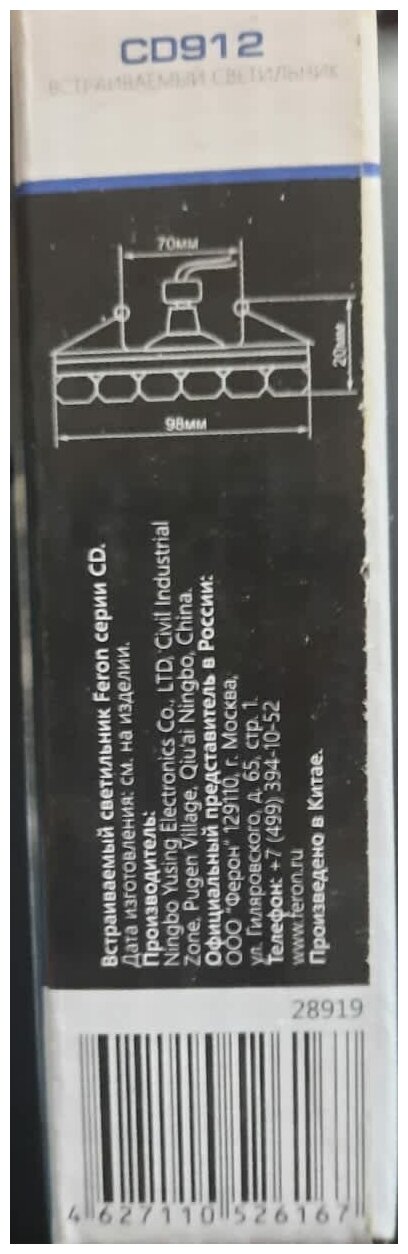 CD912
ВСТРАИВАЕМЫЙ СВЕТИЛЬНИК
70мм
20мм
98мм
Встраиваемый светильник Feron серии CD.
Дата изготовления: см. на изделии.
Производитель:
Ningbo Yusing Electronics Co., LTD, Civil Industrial
Zone, Pugen Village, Qiu'ai Ningbo, China.
Официальный представитель в России:
ООО "Ферон" 129110, г. Москва,
ул. Гиляровского, д. 65, стр. 1.
Телефон: +7 (499) 394-10-52
www.feron.ru
Произведено в Китае.
28919
4 627110 526167